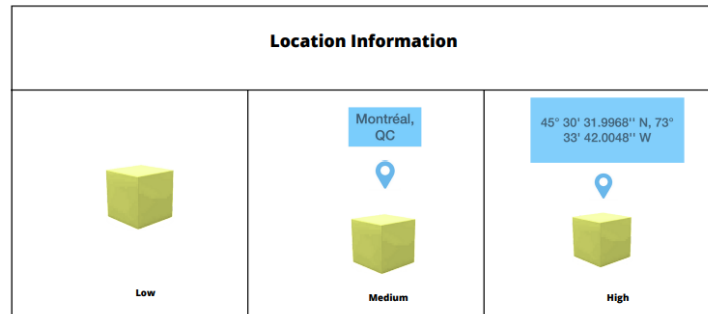 Location Information
Montréal,
QC
45° 30' 31.9968'' N, 73°
33' 42.0048'' W
Low
Medium
High